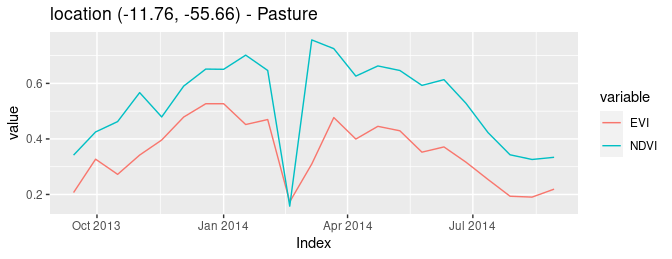 location (-11.76, -55.66) - Pasture
value
0.6
0.4
0.2
Oct 2013
Jan 2014
Apr 2014
Jul 2014
Index
variable
EVI
NDVI